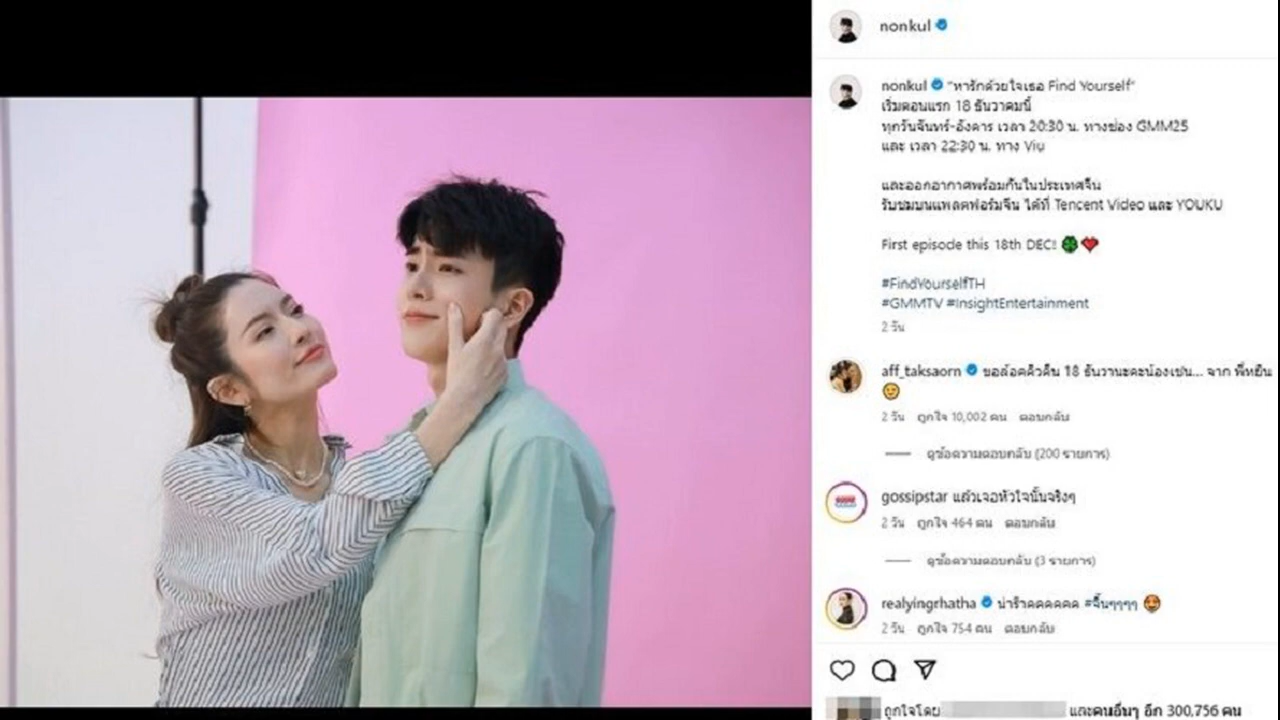 nonkul
nonkul "หารักด้วยใจเธอ Find Yourself"
เริ่มตอนแรก 18 ธันวาคมนี้
ทุกวันจันทร์-อังคาร เวลา 20:30 น. ทางช่อง GMM25
และ เวลา 22:30 น. ทาง Viu
และออกอากาศพร้อมกันในประเทศจีน
รับชมบนแพลตฟอร์มจีน ได้ที่ Tencent Video และ YOUKU
First episode this 18th DEC!! 🍀❤️
#FindYourselfTH
#GMMTV #InsightEntertainment
2 วัน
aff_taksaorn ขอล๊อคคิวคืน 18 ธันวานะคะน้องเชน... จาก พี่หยิน
2 วัน ถูกใจ 10,002 คน ตอบกลับ
ดูข้อความตอบกลับ (200 รายการ)
gossipstar แล้วเจอหัวใจนั้นจริงๆ
2 วัน ถูกใจ 464 คน ตอบกลับ
ดูข้อความตอบกลับ (3 รายการ)
realyingrhatha น่าร้าคคคคคค #จิ้นๆๆๆๆ
2 วัน ถูกใจ 754 คน ตอบกลับ
ถูกใจโดย และคนอื่นๆ อีก 300,756 คน